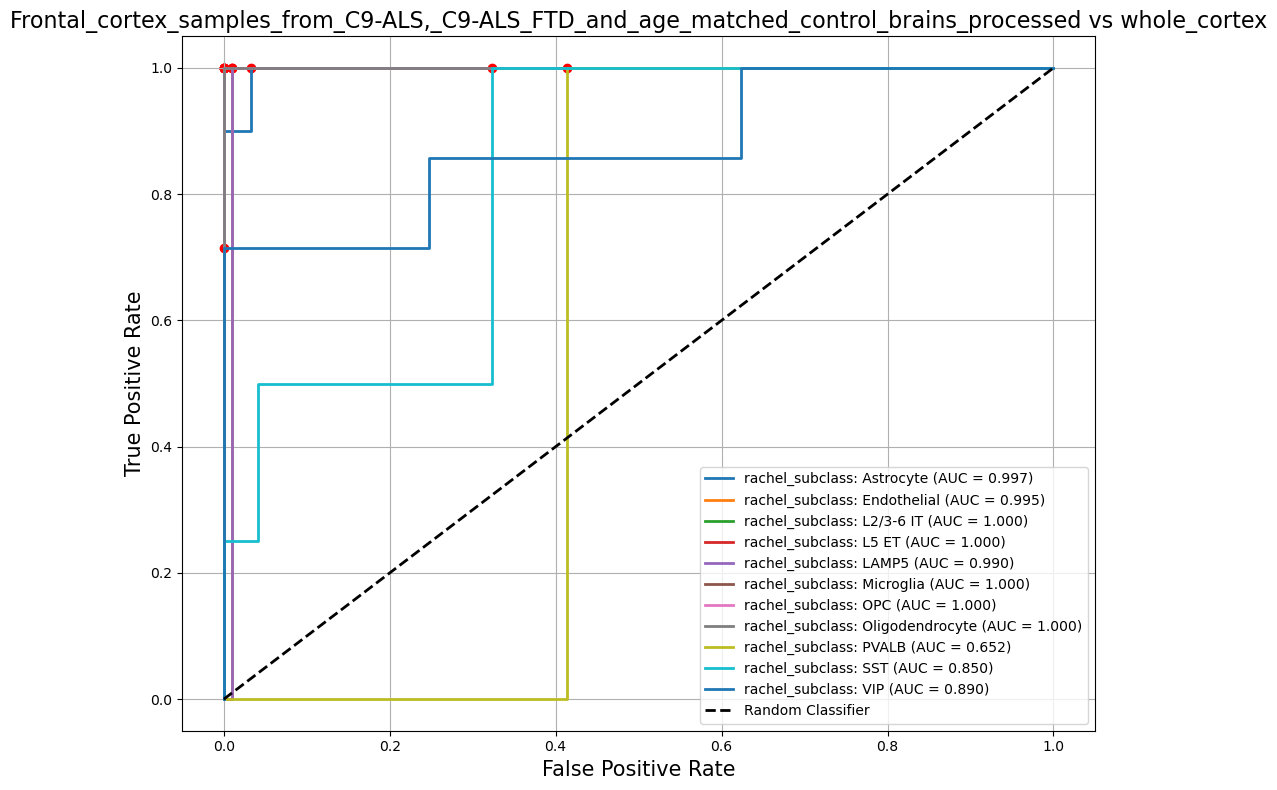 Frontal_cortex_samples_from_C9-ALS,_C9-ALS_FTD_and_age_matched_control_brains_processed vs whole_cortex
1.0
0.8
0.6
0.4
0.2
0.0
True Positive Rate
rachel_subclass: Astrocyte (AUC = 0.997)
rachel_subclass: Endothelial (AUC = 0.995)
rachel_subclass: L2/3-6 IT (AUC = 1.000)
rachel_subclass: L5 ET (AUC = 1.000)
rachel_subclass: LAMP5 (AUC = 0.990)
rachel_subclass: Microglia (AUC = 1.000)
rachel_subclass: OPC (AUC = 1.000)
rachel_subclass: Oligodendrocyte (AUC = 1.000)
rachel_subclass: PVALB (AUC = 0.652)
rachel_subclass: SST (AUC = 0.850)
rachel_subclass: VIP (AUC = 0.890)
Random Classifier
0.0 0.2 0.4 0.6 0.8 1.0
False Positive Rate